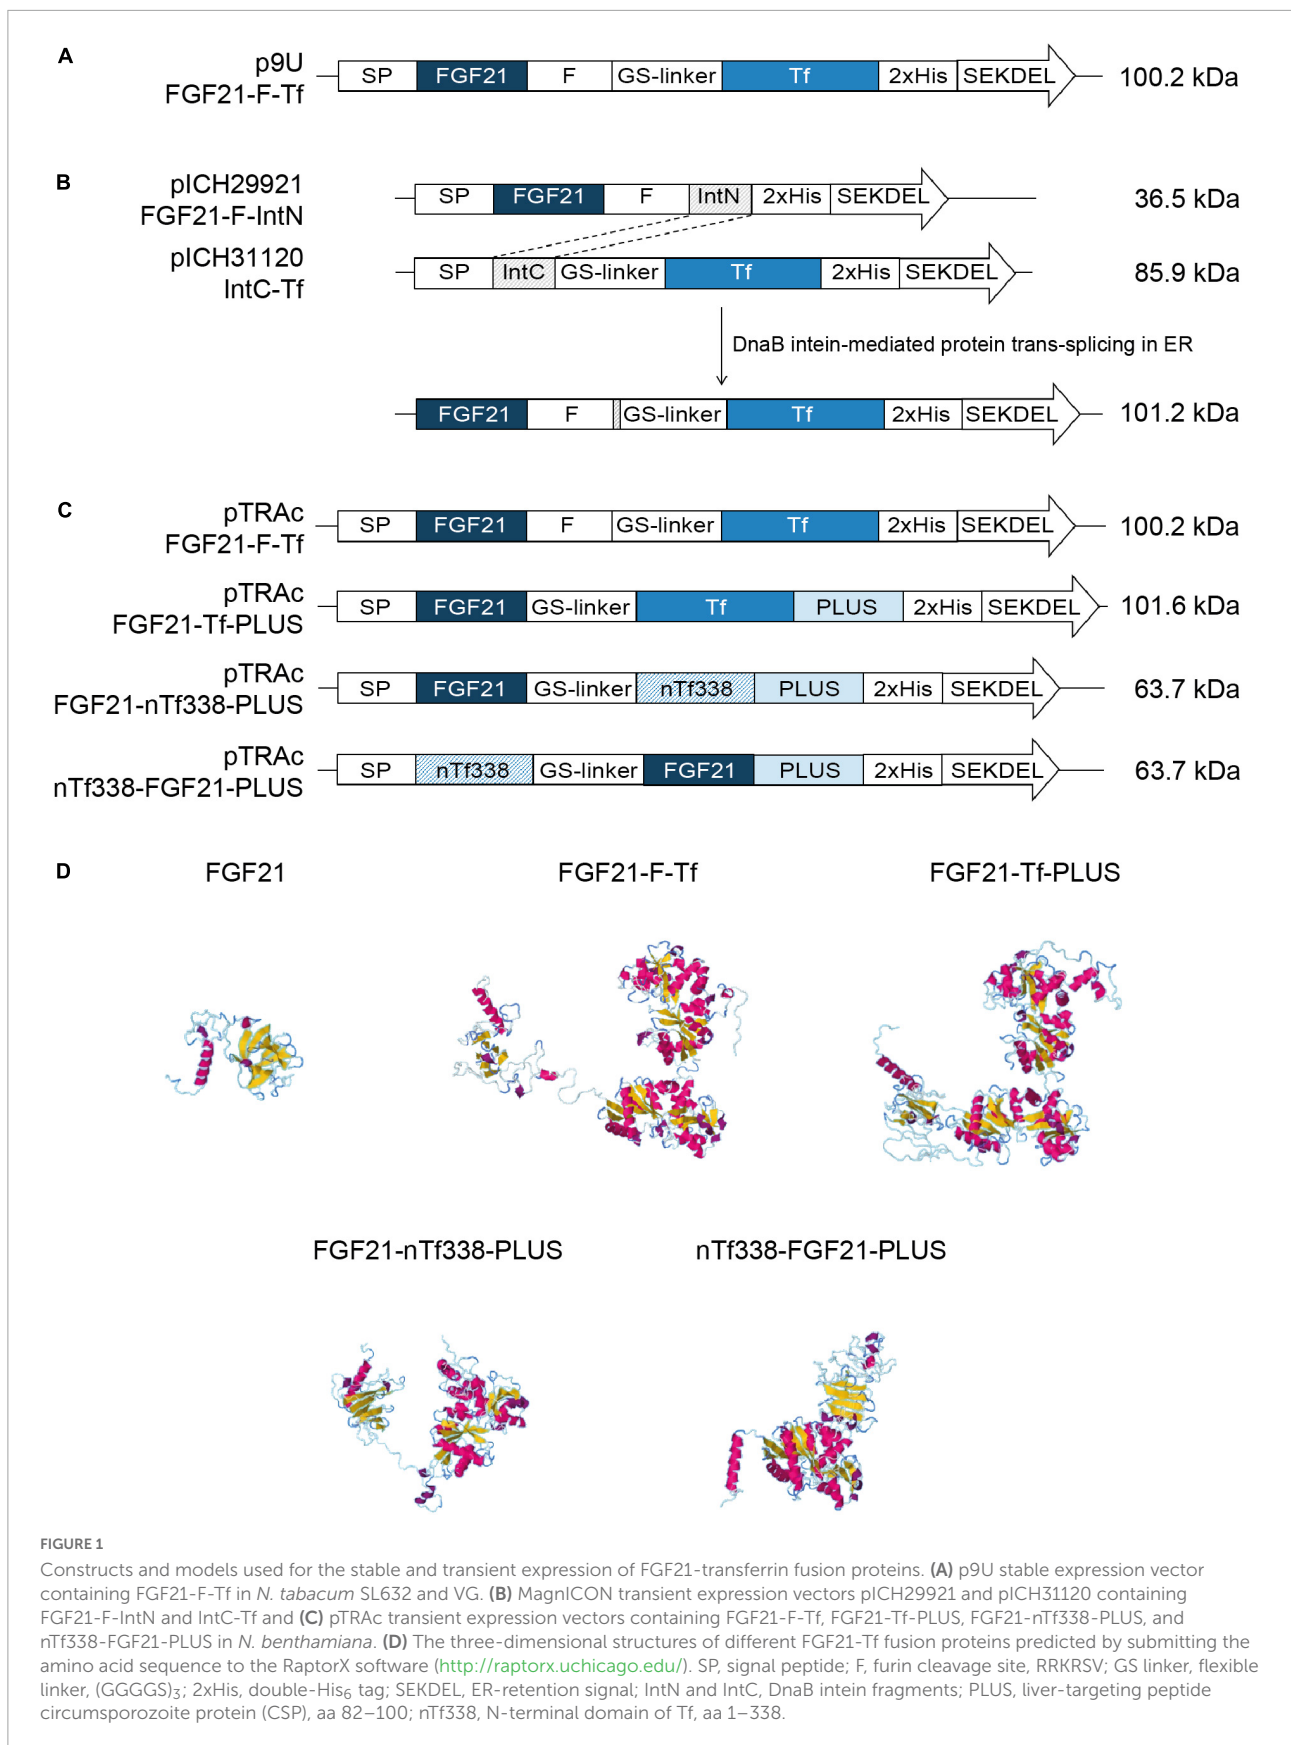 A
p9U
FGF21-F-Tf
SP FGF21 F GS-linker Tf 2xHis SEKDEL
100.2 kDa
B
pICH29921
FGF21-F-IntN
SP FGF21 F IntN 2xHis SEKDEL
36.5 kDa
pICH31120
IntC-Tf
SP IntC GS-linker Tf 2xHis SEKDEL
85.9 kDa
DnaB intein-mediated protein trans-splicing in ER
FGF21 F GS-linker Tf 2xHis SEKDEL
101.2 kDa
C
pTRAc
FGF21-F-Tf
SP FGF21 F GS-linker Tf 2xHis SEKDEL
100.2 kDa
pTRAc
FGF21-Tf-PLUS
SP FGF21 GS-linker Tf PLUS 2xHis SEKDEL
101.6 kDa
pTRAc
FGF21-nTf338-PLUS
SP FGF21 GS-linker nTf338 PLUS 2xHis SEKDEL
63.7 kDa
pTRAc
nTf338-FGF21-PLUS
SP nTf338 GS-linker FGF21 PLUS 2xHis SEKDEL
63.7 kDa
D
FGF21 FGF21-F-Tf FGF21-Tf-PLUS
FGF21-nTf338-PLUS nTf338-FGF21-PLUS
FIGURE 1
Constructs and models used for the stable and transient expression of FGF21-transferrin fusion proteins. (A) p9U stable expression vector
containing FGF21-F-Tf in N. tabacum SL632 and VG. (B) MagnICON transient expression vectors pICH29921 and pICH31120 containing
FGF21-F-IntN and IntC-Tf and (C) pTRAc transient expression vectors containing FGF21-F-Tf, FGF21-Tf-PLUS, FGF21-nTf338-PLUS, and
nTf338-FGF21-PLUS in N. benthamiana. (D) The three-dimensional structures of different FGF21-Tf fusion proteins predicted by submitting the
amino acid sequence to the RaptorX software (http://raptorx.uchicago.edu/). SP, signal peptide; F, furin cleavage site, RRKRSV; GS linker, flexible
linker, (GGGGS)₃; 2xHis, double-His₆ tag; SEKDEL, ER-retention signal; IntN and IntC, DnaB intein fragments; PLUS, liver-targeting peptide
circumsporozoite protein (CSP), aa 82–100; nTf338, N-terminal domain of Tf, aa 1–338.